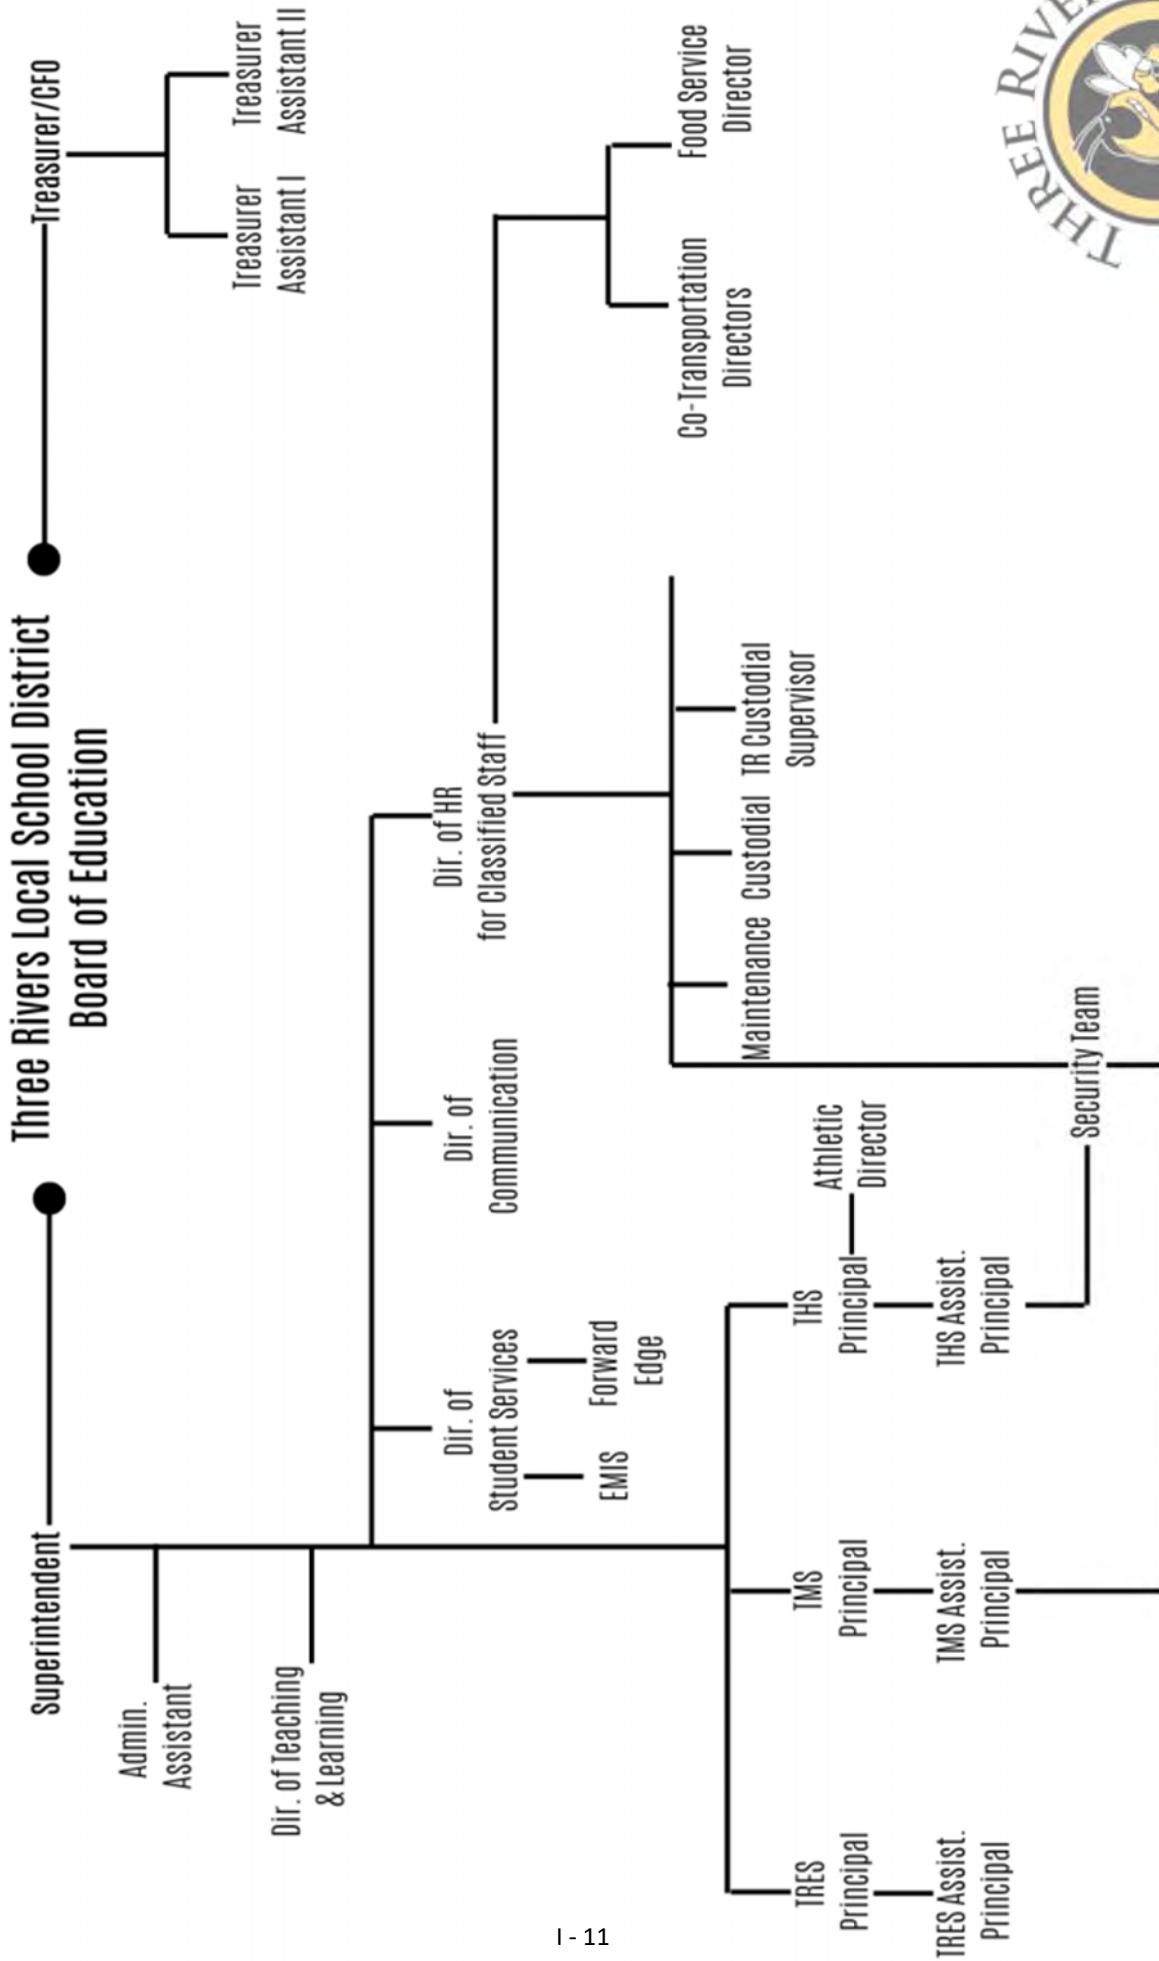 Three Rivers Local School District
Board of Education
Superintendent
Treasurer/CFO
Admin.
Assistant
Treasurer
Assistant I
Treasurer
Assistant II
Dir. of Teaching
& Learning
Dir. of
Student Services
Dir. of
Communication
Dir. of HR
for Classified Staff
EMIS
Forward
Edge
Co-Transportation
Directors
Food Service
Director
Maintenance
Custodial
TR Custodial
Supervisor
TRES
Principal
TMS
Principal
THS
Principal
Athletic
Director
TRES Assist.
Principal
TMS Assist.
Principal
THS Assist.
Principal
Security Team
THREE RIVE
I - 11